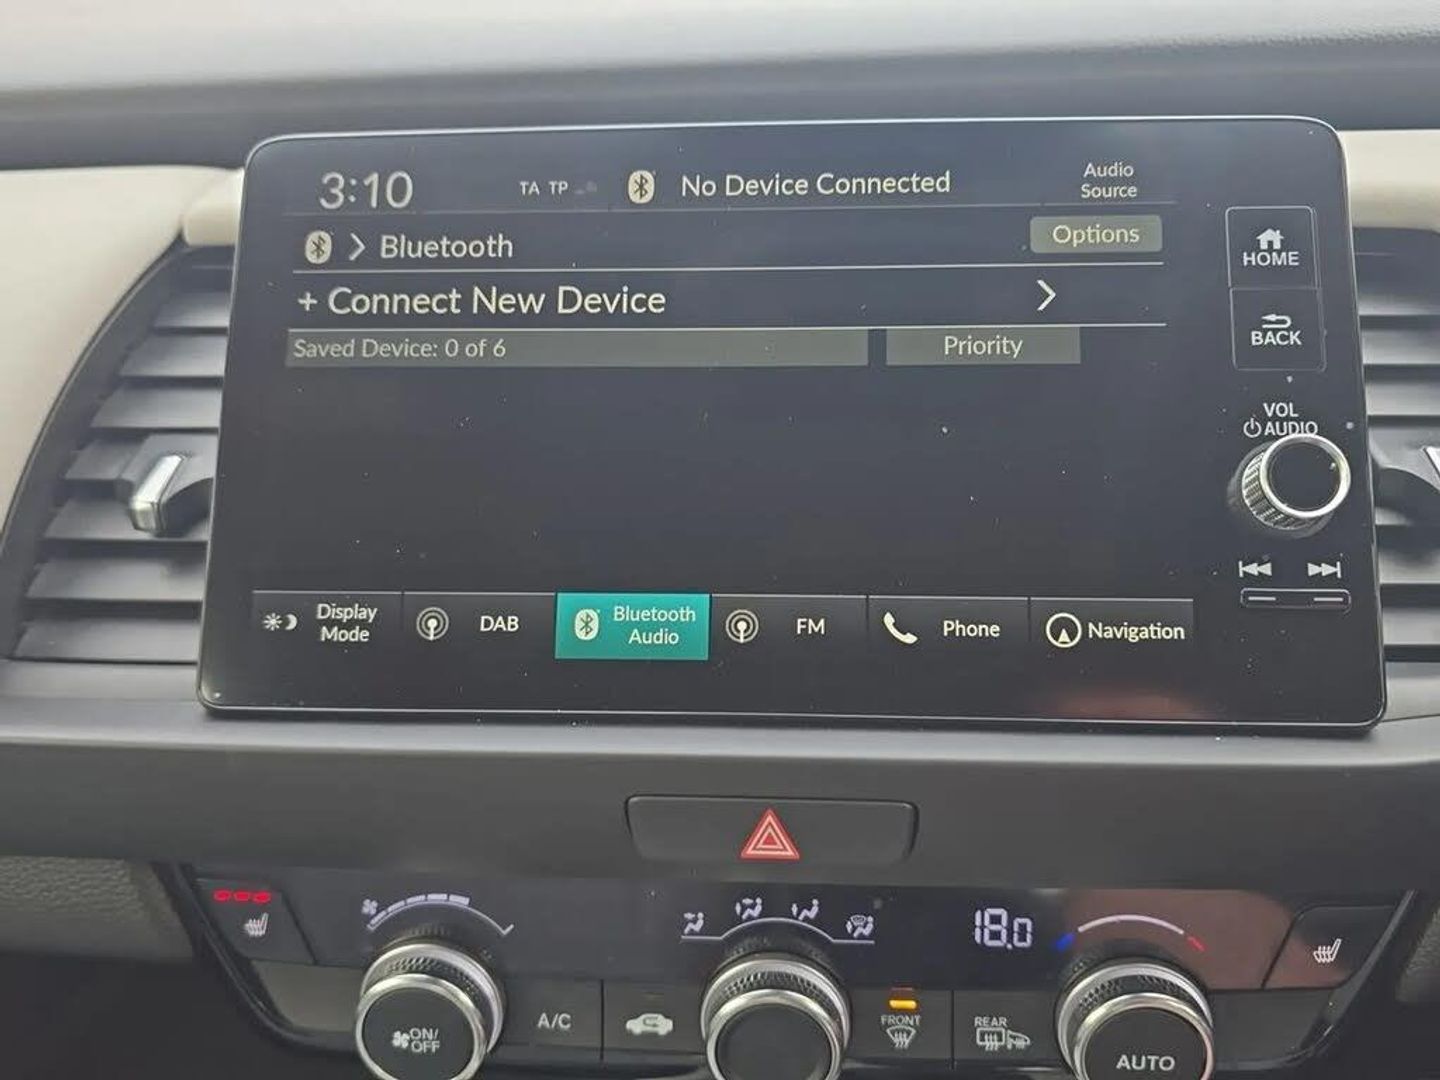 3:10
TA TP
No Device Connected
Audio
Source
Bluetooth
Options
+ Connect New Device
Saved Device: 0 of 6
Priority
HOME
BACK
VOL
AUDIO
Display
Mode
DAB
Bluetooth
Audio
FM
Phone
Navigation
18.0
ON/
OFF
A/C
FRONT
REAR
AUTO